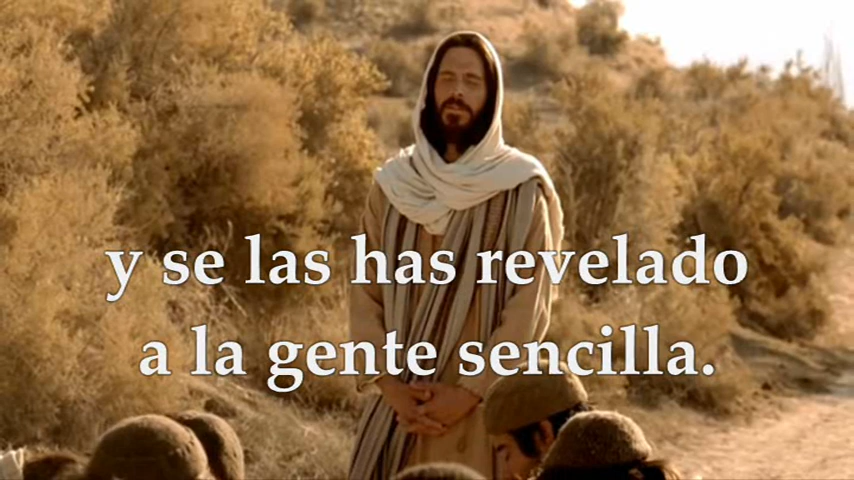 y se las has revelado
a la gente sencilla.